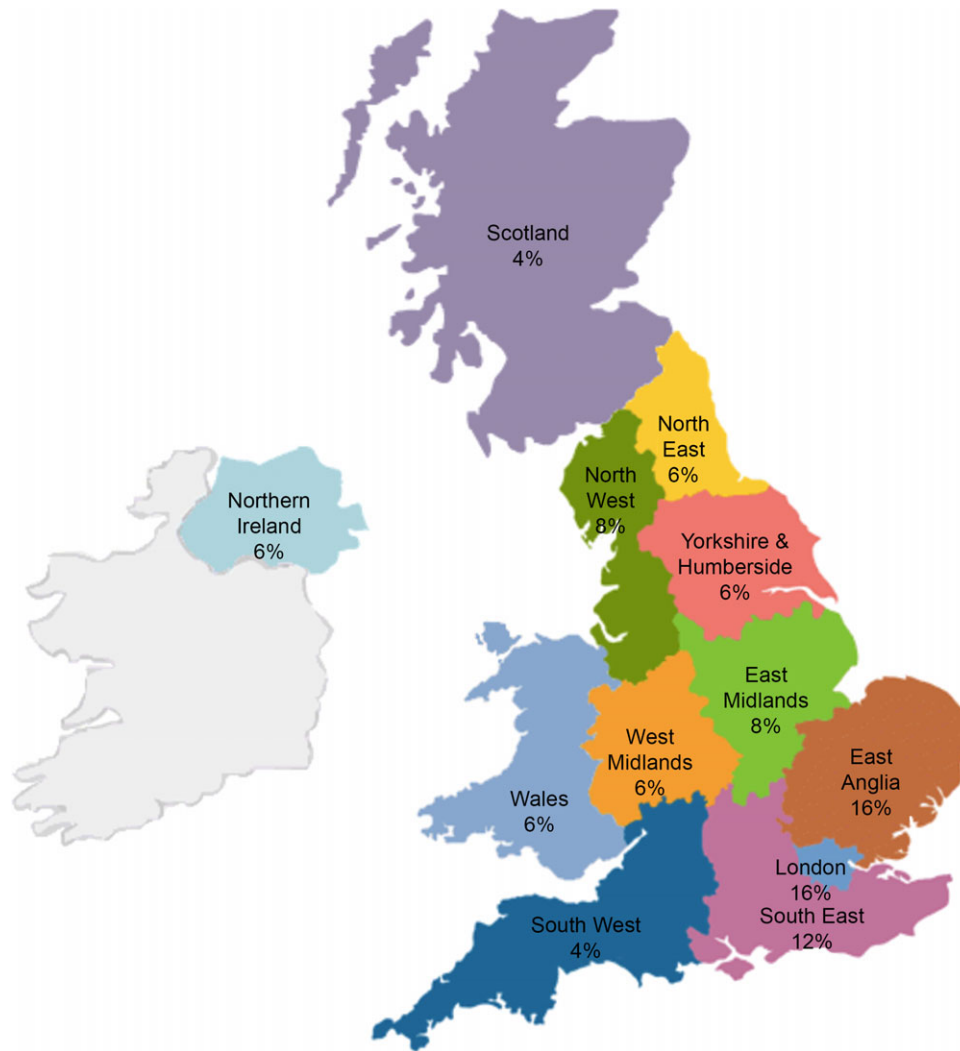 Scotland
4%
North
East
6%
North
West
8%
Northern
Ireland
6%
Yorkshire &
Humberside
6%
East
Midlands
8%
West
Midlands
6%
East
Anglia
16%
Wales
6%
London
16%
South East
12%
South West
4%